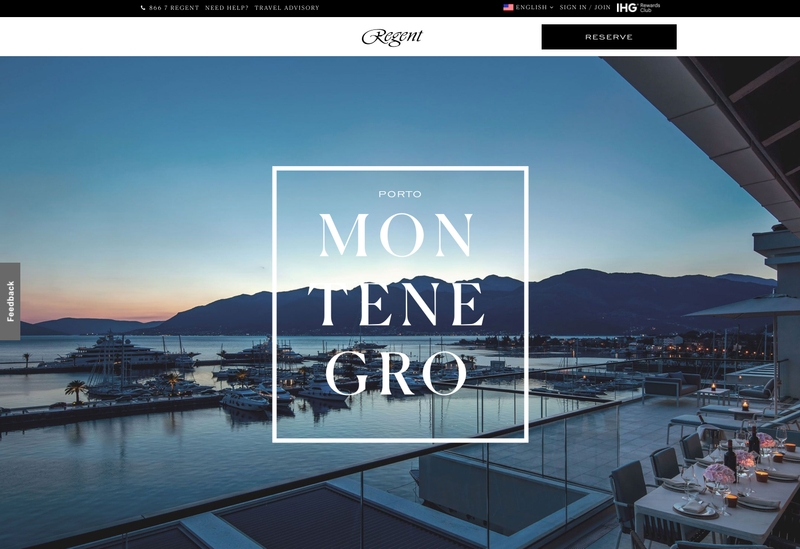 866 7 REGENT NEED HELP? TRAVEL ADVISORY
ENGLISH SIGN IN / JOIN IHG Rewards Club
Regent
RESERVE
PORTO
MON
TENE
GRO
Feedback